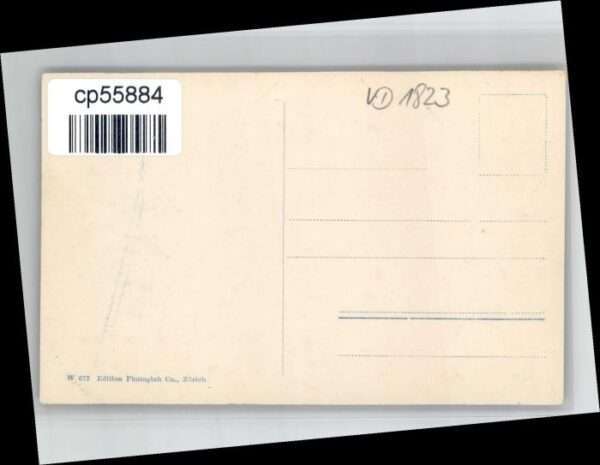 cp55884
VD 1823
W 672 Edition Photoglob Co., Zürich